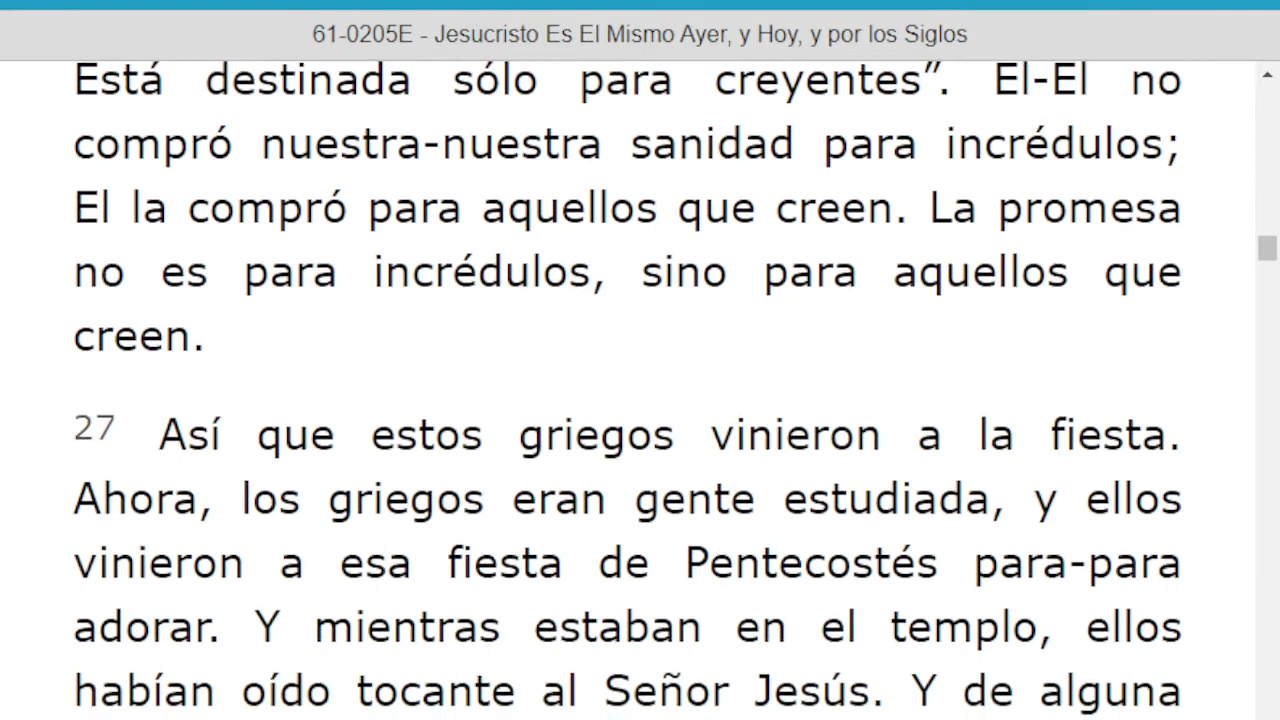 61-0205E - Jesucristo Es El Mismo Ayer, y Hoy, y por los Siglos
Está destinada sólo para creyentes”. El-El no
compró nuestra-nuestra sanidad para incrédulos;
El la compró para aquellos que creen. La promesa
no es para incrédulos, sino para aquellos que
creen.
27 Así que estos griegos vinieron a la fiesta.
Ahora, los griegos eran gente estudiada, y ellos
vinieron a esa fiesta de Pentecostés para-para
adorar. Y mientras estaban en el templo, ellos
habían oído tocante al Señor Jesús. Y de alguna